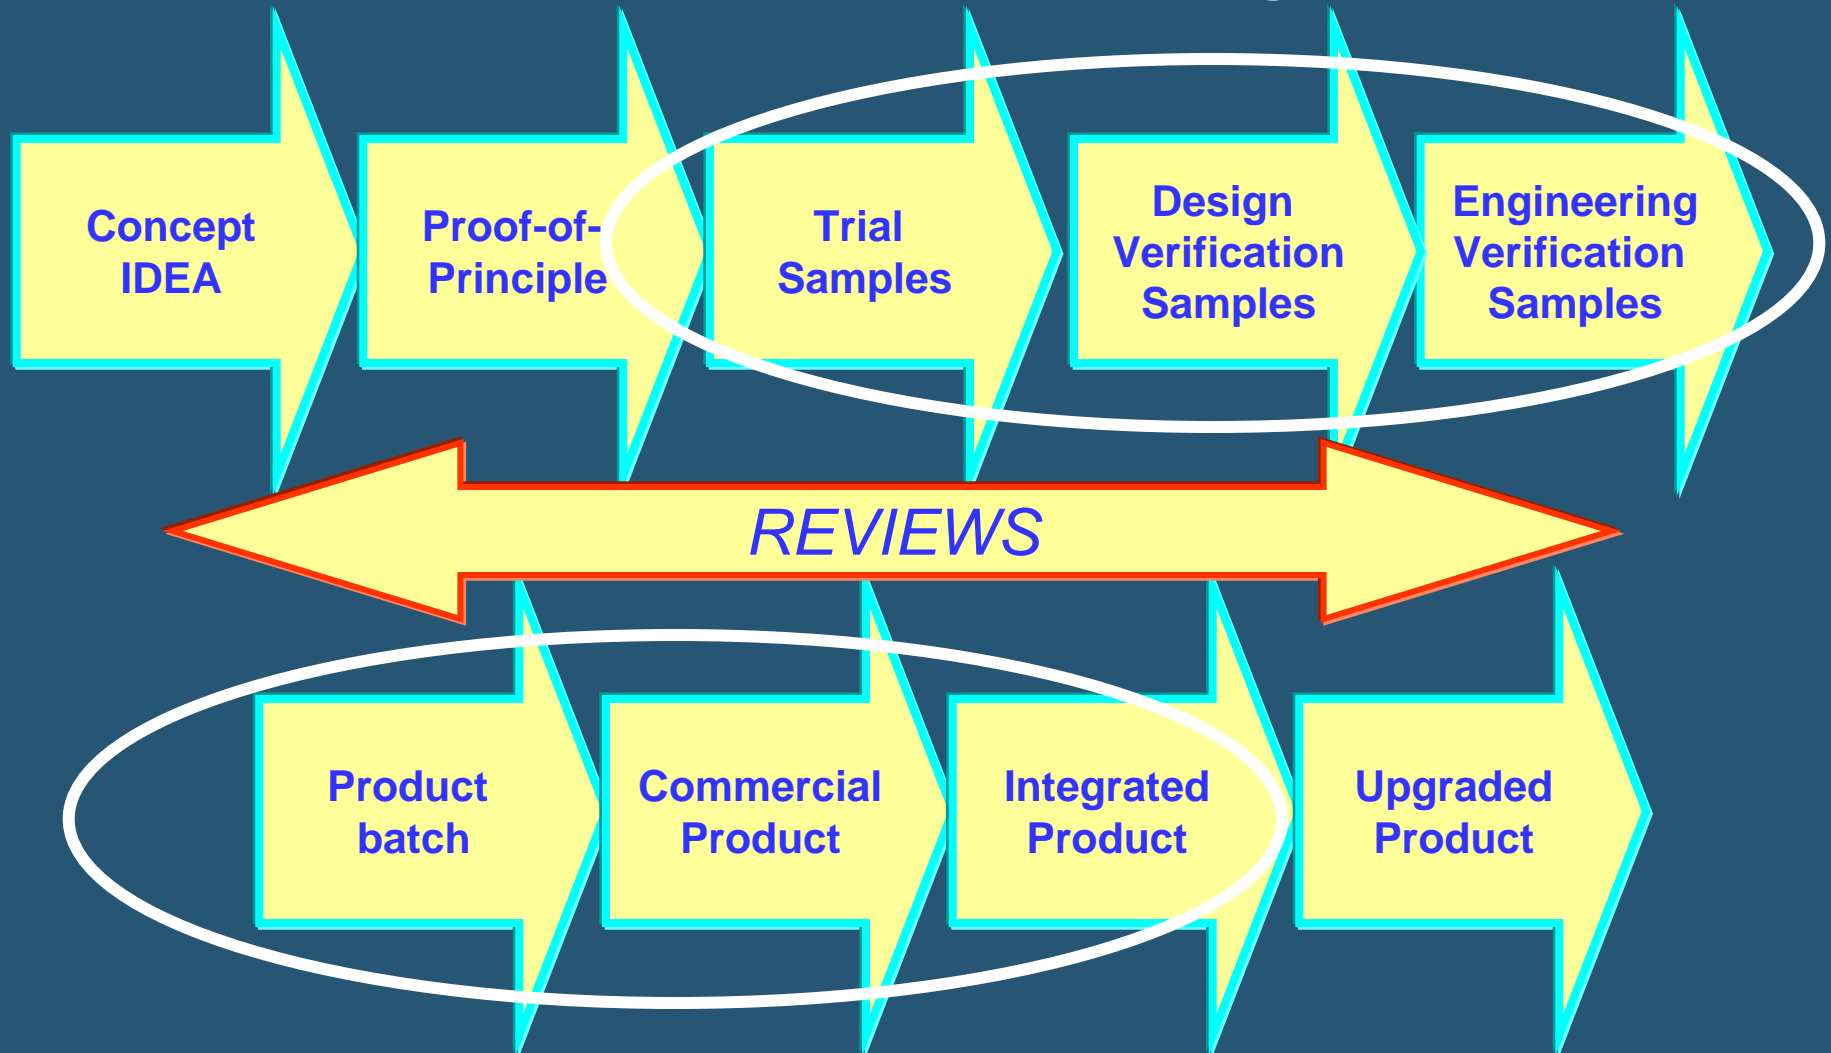 Concept
IDEA
Proof-of-
Principle
Trial
Samples
Design
Verification
Samples
Engineering
Verification
Samples
REVIEWS
Product
batch
Commercial
Product
Integrated
Product
Upgraded
Product